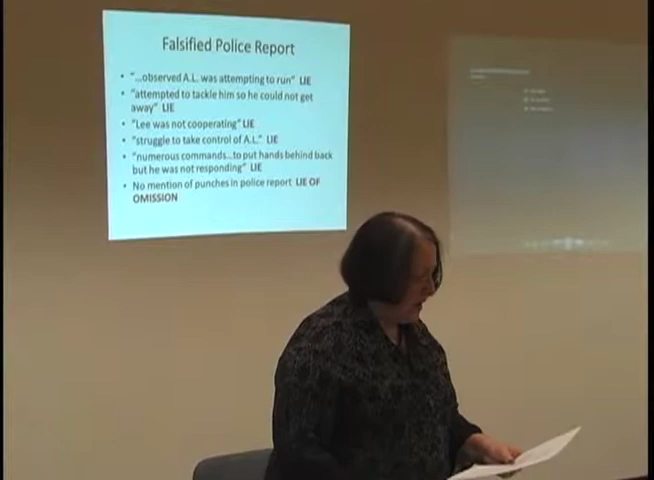 Falsified Police Report
• "...observed A.L. was attempting to run" LIE
• "attempted to tackle him so he could not get
away" LIE
• "Lee was not cooperating" LIE
• "struggle to take control of A.L." LIE
• "numerous commands...to put hands behind back
but he was not responding" LIE
• No mention of punches in police report LIE OF
OMISSION